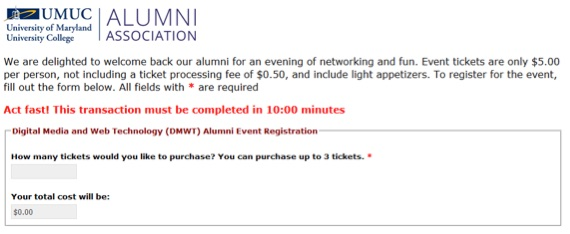 UMUC
University of Maryland
University College
ALUMNI
ASSOCIATION
We are delighted to welcome back our alumni for an evening of networking and fun. Event tickets are only $5.00
per person, not including a ticket processing fee of $0.50, and include light appetizers. To register for the event,
fill out the form below. All fields with * are required
Act fast! This transaction must be completed in 10:00 minutes
Digital Media and Web Technology (DMWT) Alumni Event Registration
How many tickets would you like to purchase? You can purchase up to 3 tickets. *
Your total cost will be:
$0.00